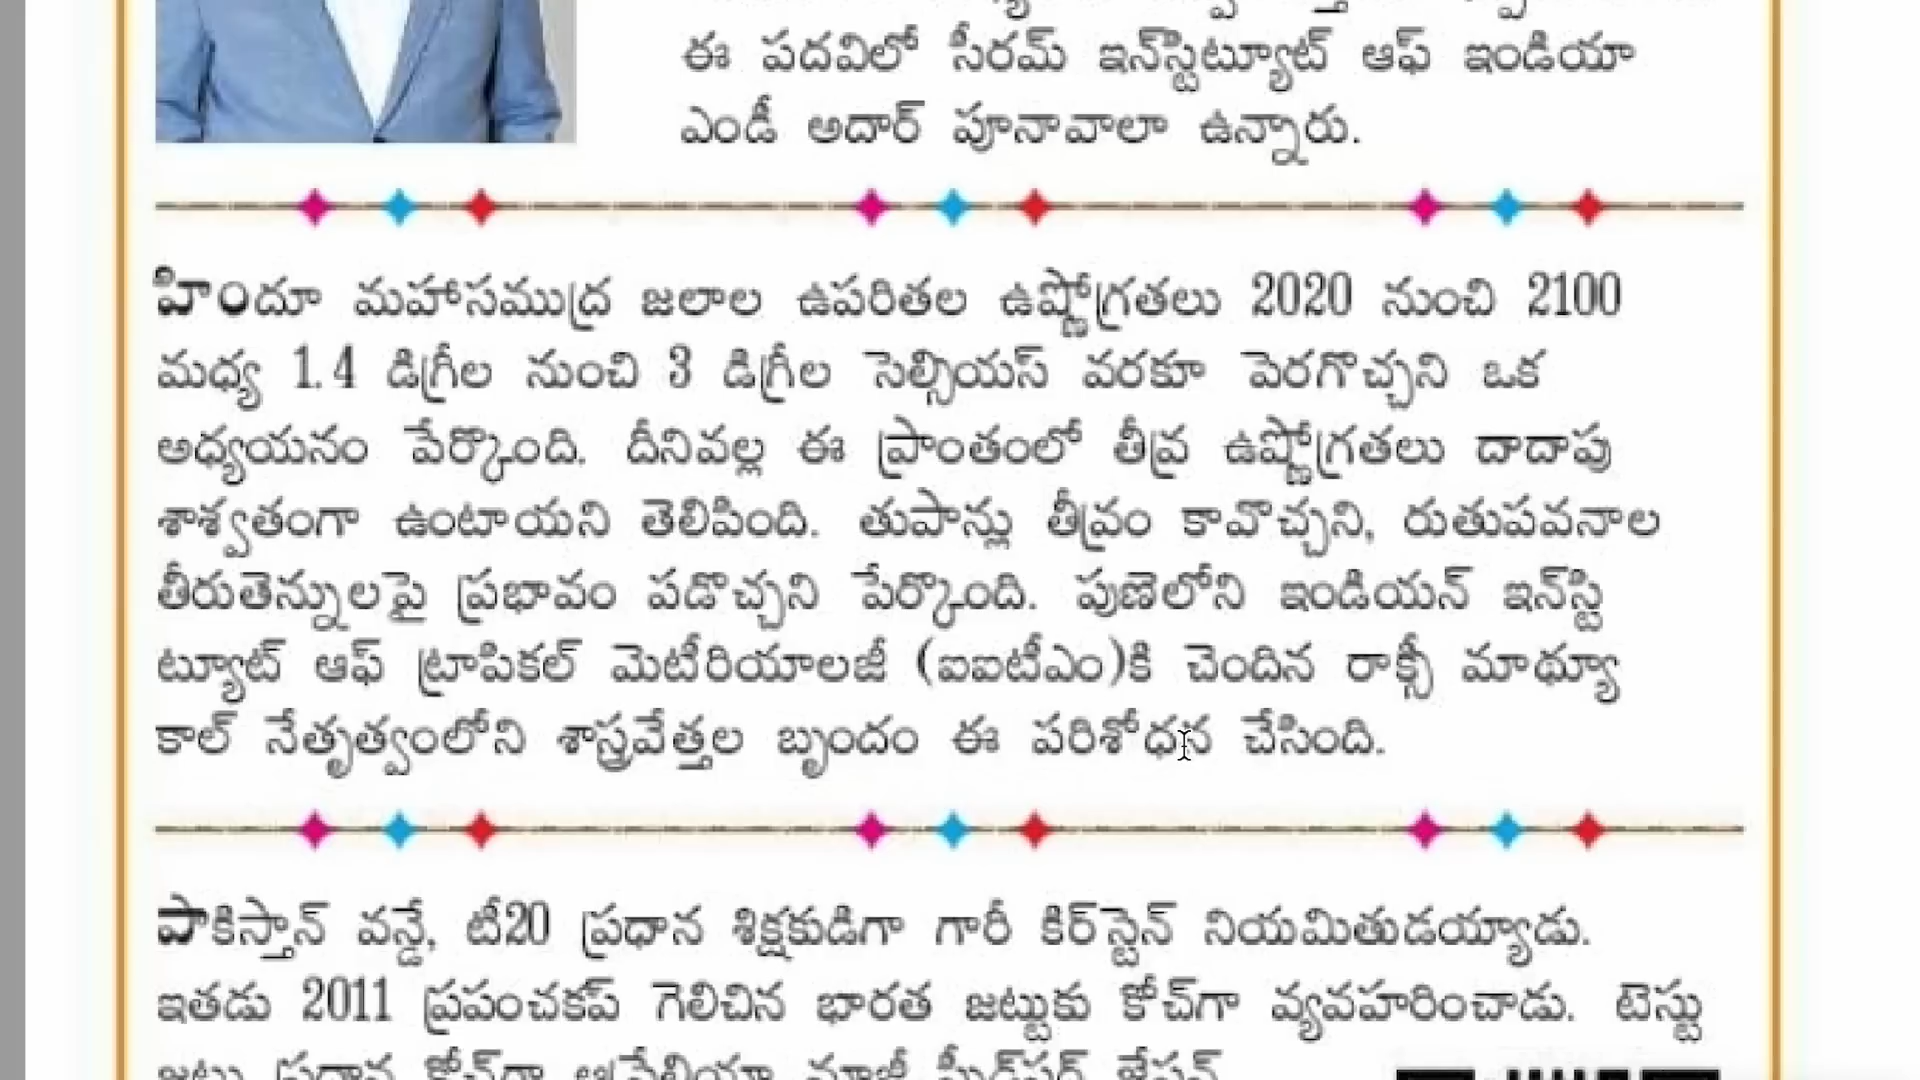 ఈ పదవిలో సీరమ్ ఇన్‌స్టిట్యూట్ ఆఫ్ ఇండియా
ఎండీ అదార్ పూనావాలా ఉన్నారు.
హిందూ మహాసముద్ర జలాల ఉపరితల ఉష్ణోగ్రతలు 2020 నుంచి 2100
మధ్య 1.4 డిగ్రీల నుంచి 3 డిగ్రీల సెల్సియస్ వరకూ పెరగొచ్చని ఒక
అధ్యయనం పేర్కొంది. దీనివల్ల ఈ ప్రాంతంలో తీవ్ర ఉష్ణోగ్రతలు దాదాపు
శాశ్వతంగా ఉంటాయని తెలిపింది. తుపాన్లు తీవ్రం కావొచ్చని, రుతుపవనాల
తీరుతెన్నులపై ప్రభావం పడొచ్చని పేర్కొంది. పుణెలోని ఇండియన్ ఇన్‌స్టి
ట్యూట్ ఆఫ్ ట్రాపికల్ మెటీరియాలజీ (ఐఐటీఎం)కి చెందిన రాక్సీ మాథ్యూ
కాల్ నేతృత్వంలోని శాస్త్రవేత్తల బృందం ఈ పరిశోధన చేసింది.
పాకిస్తాన్ వన్డే, టీ20 ప్రధాన శిక్షకుడిగా గారీ కిర్‌స్టెన్ నియమితుడయ్యాడు.
ఇతడు 2011 ప్రపంచకప్ గెలిచిన భారత జట్టుకు కోచ్‌గా వ్యవహరించాడు. టెస్టు